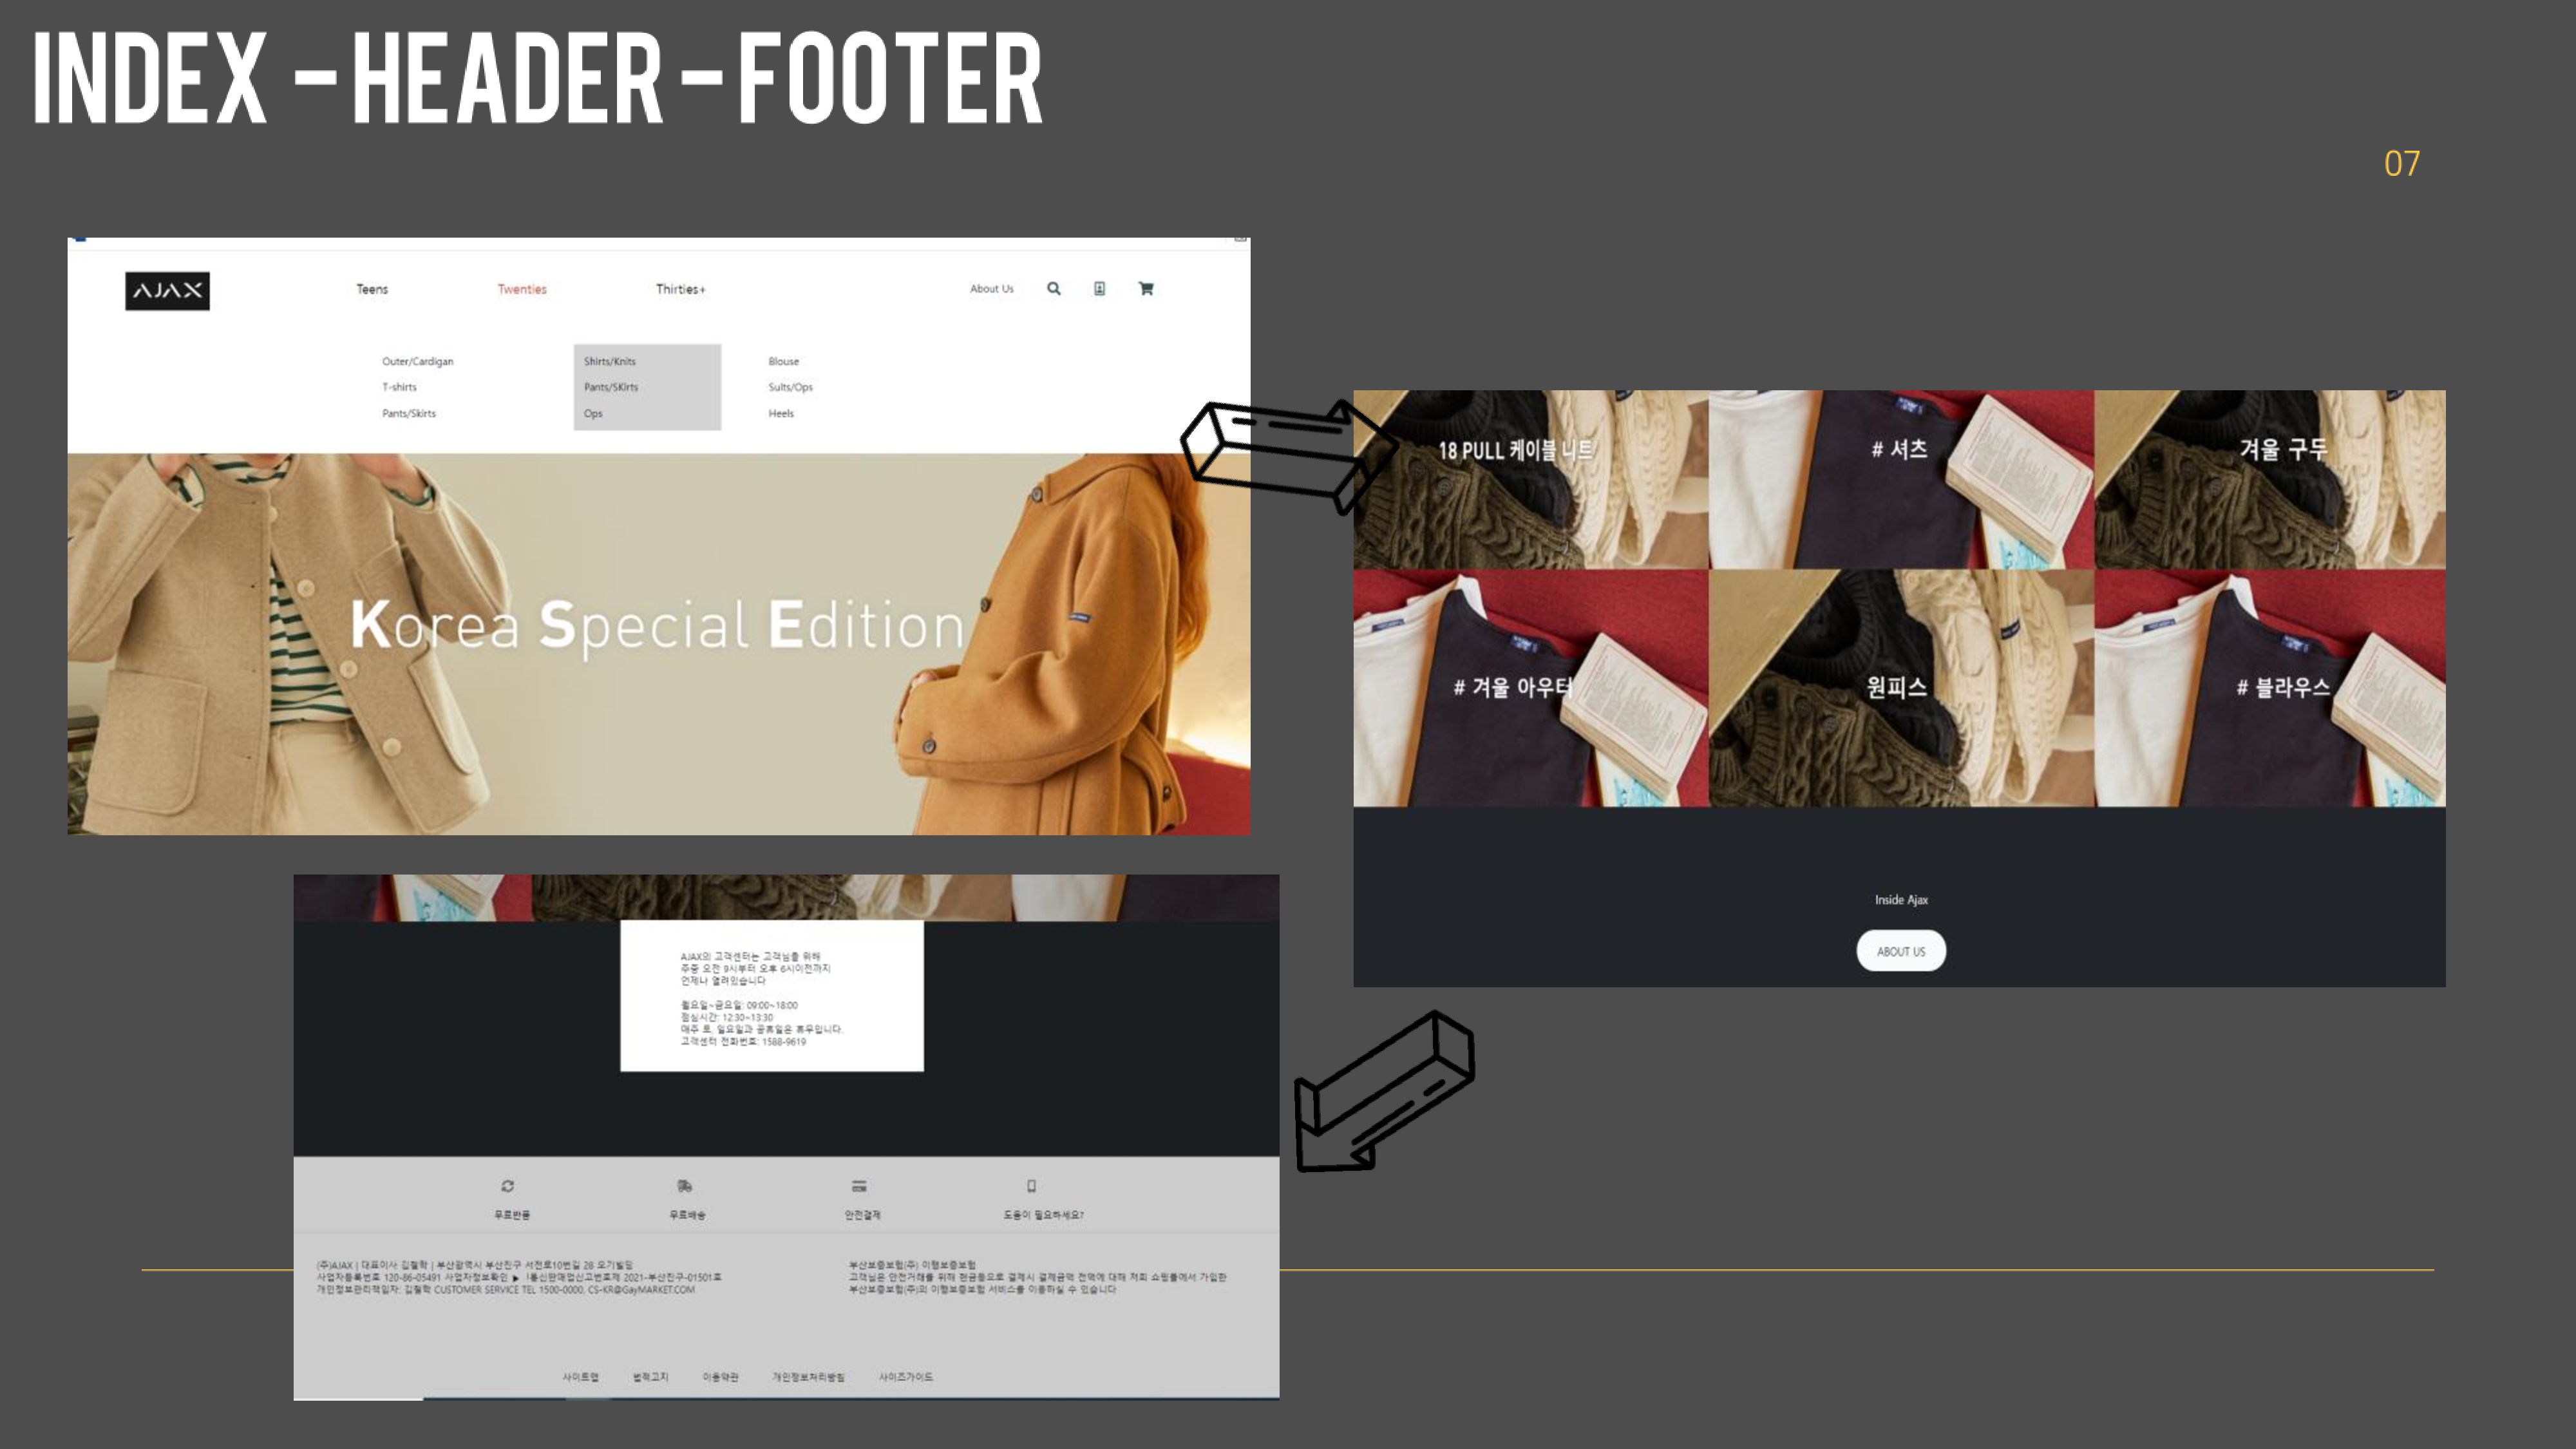 INDEX - HEADER - FOOTER
07
AJAX
Teens
Twenties
Thirties+
About Us
Outer/Cardigan
T-shirts
Pants/Skirts
Shirts/Knits
Pants/SKIrts
Ops
Blouse
Suits/Ops
Heels
Korea Special Edition
18 PULL 케이블 니트
# 셔츠
겨울 구두
# 겨울 아우터
원피스
# 블라우스
Inside Ajax
ABOUT US
AJAX의 고객센터는 고객님을 위해
주중 오전 9시부터 오후 6시이전까지
언제나 열려있습니다
월요일~금요일: 09:00~18:00
점심시간: 12:30~13:30
매주 토, 일요일과 공휴일은 휴무입니다.
고객센터 전화번호: 1588-9619
무료반품
무료배송
안전결제
도움이 필요하세요?
(주)AJAX | 대표이사 김철학 | 부산광역시 부산진구 서전로10번길 28 오기빌딩
사업자등록번호 120-86-05491 사업자정보확인 ▶ 통신판매업신고번호제 2021-부산진구-01501호
개인정보관리책임자: 김철학 CUSTOMER SERVICE TEL 1500-0000, CS-KR@GayMARKET.COM
부산보증보험(주) 이행보증보험
고객님은 안전거래를 위해 현금등으로 결제시 결제금액 전액에 대해 저희 쇼핑몰에서 가입한
부산보증보험(주)의 이행보증보험 서비스를 이용하실 수 있습니다
사이트맵
법적고지
이용약관
개인정보처리방침
사이즈가이드